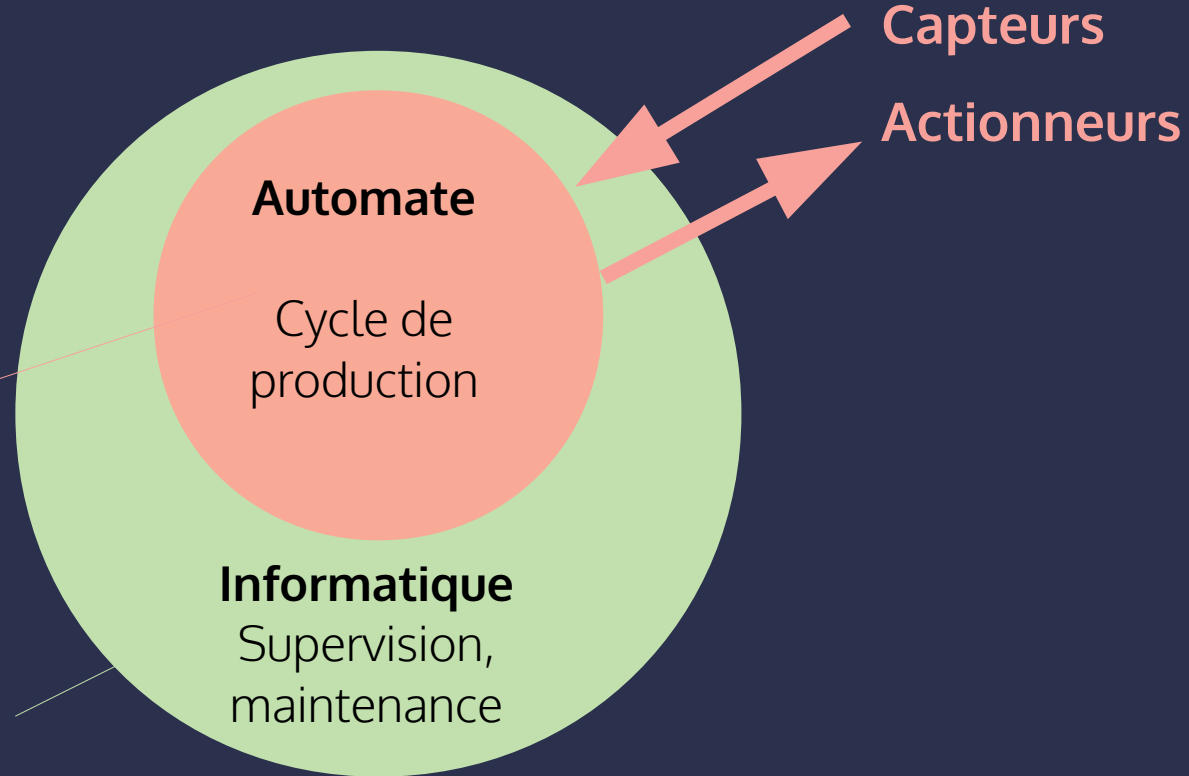 Capteurs
Actionneurs
Automate
Cycle de
production
Informatique
Supervision,
maintenance